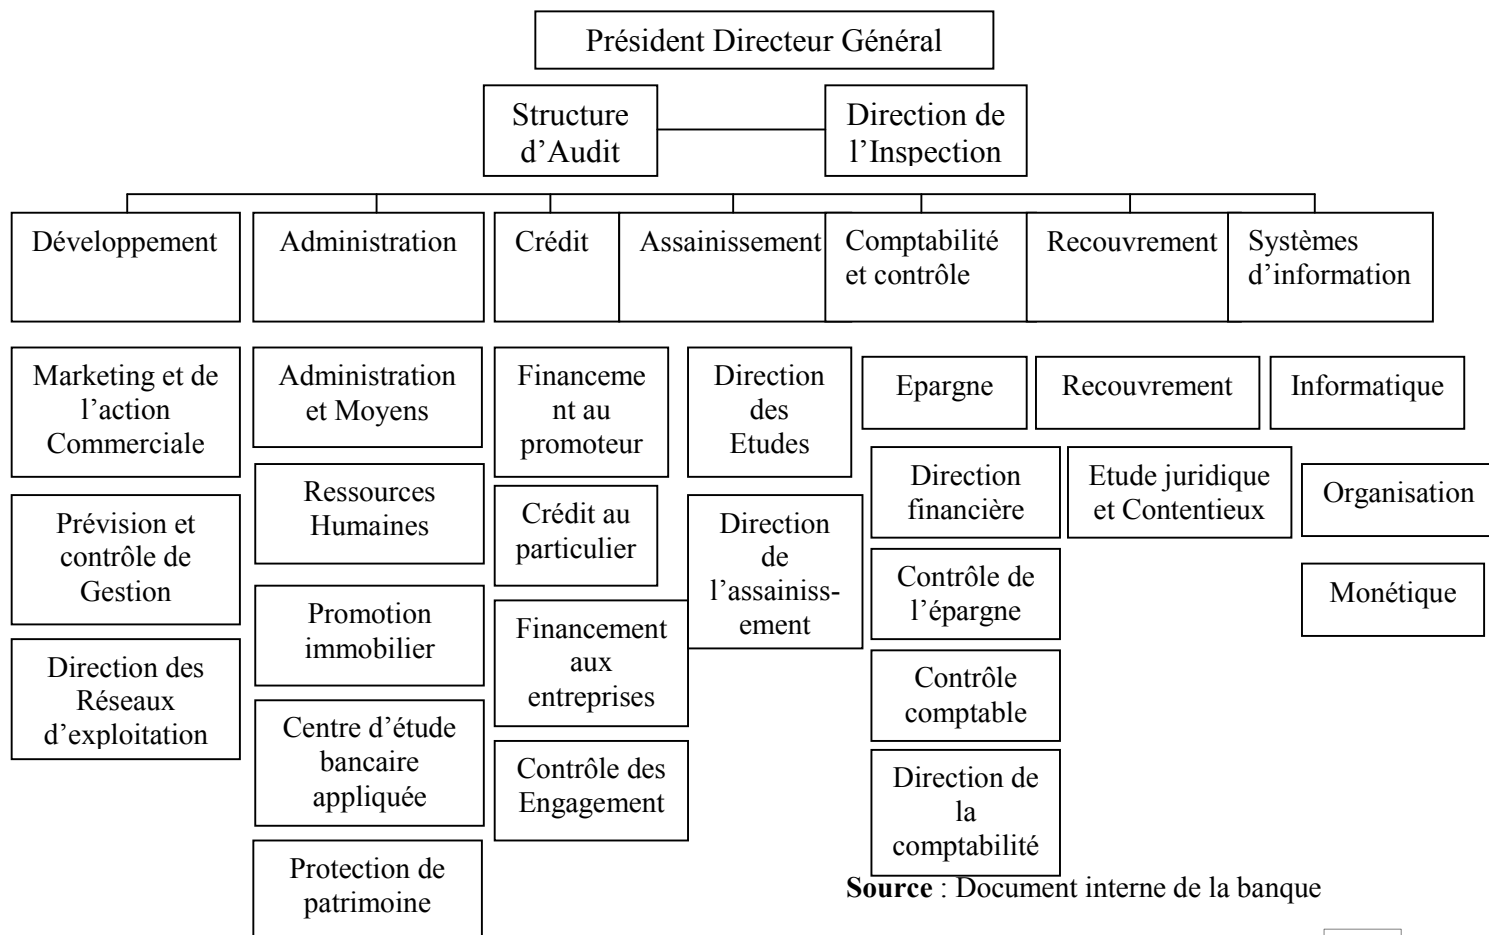 Président Directeur Général
Structure
d’Audit
Direction de
l’Inspection
Développement
Administration
Crédit
Assainissement
Comptabilité
et contrôle
Recouvrement
Systèmes
d’information
Marketing et de
l’action
Commerciale
Prévision et
contrôle de
Gestion
Direction des
Réseaux
d’exploitation
Administration
et Moyens
Ressources
Humaines
Promotion
immobilier
Centre d’étude
bancaire
appliquée
Protection de
patrimoine
Financeme
nt au
promoteur
Crédit au
particulier
Financement
aux
entreprises
Contrôle des
Engagement
Direction
des
Etudes
Direction
de
l’assainiss-
ement
Epargne
Direction
financière
Contrôle de
l’épargne
Contrôle
comptable
Direction de
la
comptabilité
Recouvrement
Etude juridique
et Contentieux
Informatique
Organisation
Monétique
Source : Document interne de la banque